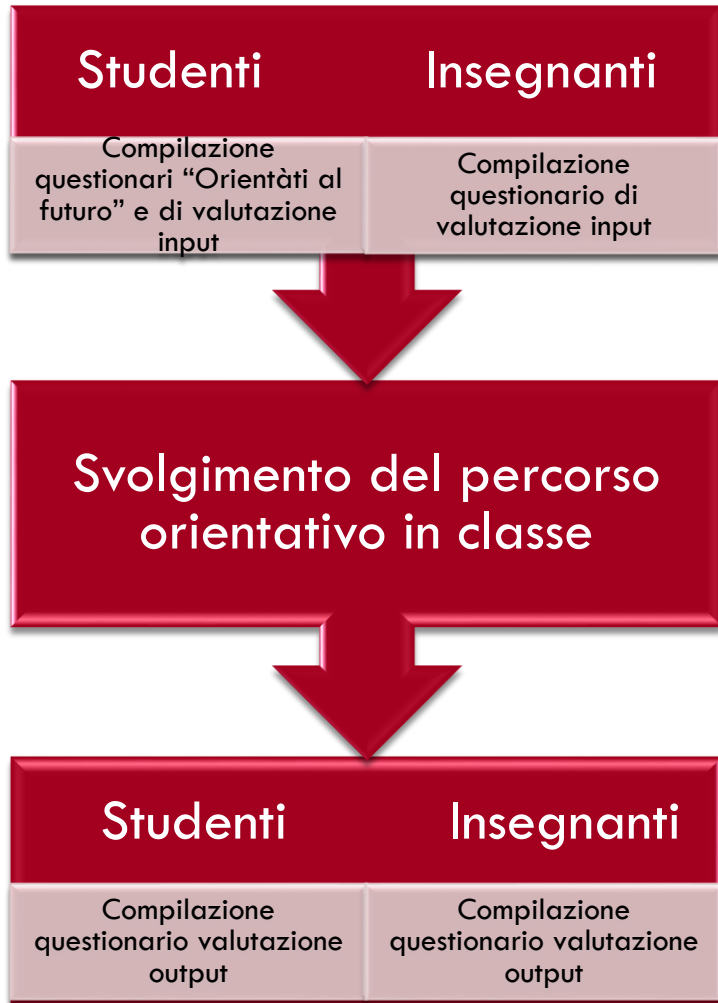 Studenti Insegnanti
Compilazione
questionari “Orientàti al
futuro” e di valutazione
input
Compilazione
questionario di
valutazione input
Svolgimento del percorso
orientativo in classe
Studenti Insegnanti
Compilazione
questionario valutazione
output
Compilazione
questionario valutazione
output